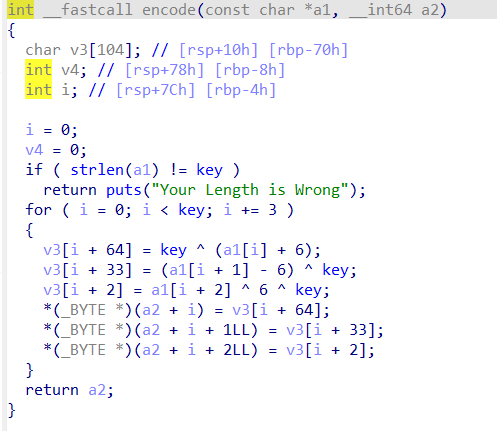 int __fastcall encode(const char *a1, __int64 a2)
{
  char v3[104]; // [rsp+10h] [rbp-70h]
  int v4; // [rsp+78h] [rbp-8h]
  int i; // [rsp+7Ch] [rbp-4h]

  i = 0;
  v4 = 0;
  if ( strlen(a1) != key )
    return puts("Your Length is Wrong");
  for ( i = 0; i < key; i += 3 )
  {
    v3[i + 64] = key ^ (a1[i] + 6);
    v3[i + 33] = (a1[i + 1] - 6) ^ key;
    v3[i + 2] = a1[i + 2] ^ 6 ^ key;
    *(_BYTE *)(a2 + i) = v3[i + 64];
    *(_BYTE *)(a2 + i + 1LL) = v3[i + 33];
    *(_BYTE *)(a2 + i + 2LL) = v3[i + 2];
  }
  return a2;
}